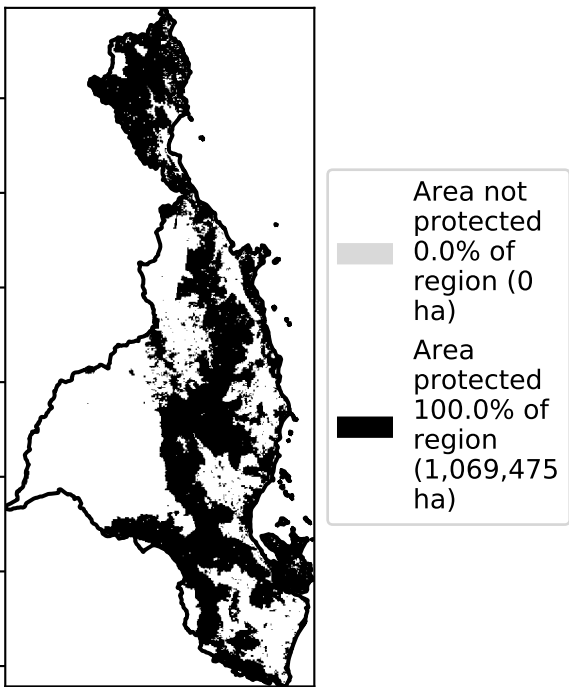 Area not
protected
0.0% of
region (0
ha)
Area
protected
100.0% of
region
(1,069,475
ha)